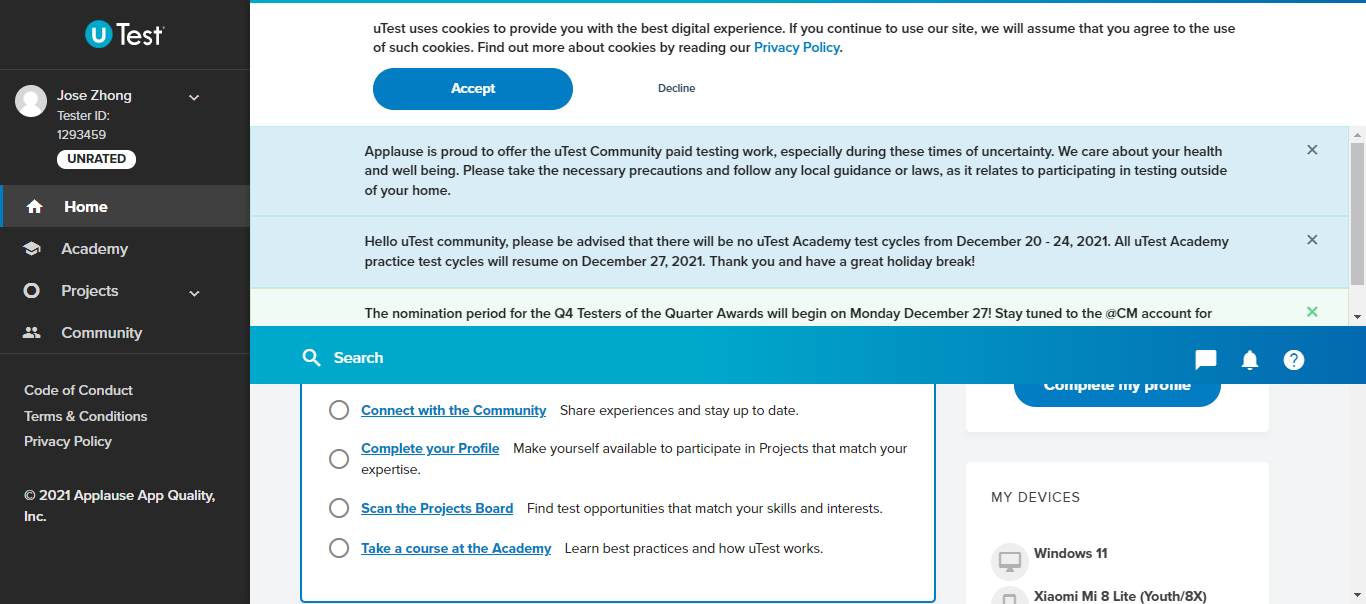 uTest
Jose Zhong
Tester ID:
1293459
UNRATED
Home
Academy
Projects
Community
Code of Conduct
Terms & Conditions
Privacy Policy
© 2021 Applause App Quality,
Inc.
uTest uses cookies to provide you with the best digital experience. If you continue to use our site, we will assume that you agree to the use
of such cookies. Find out more about cookies by reading our Privacy Policy.
Accept
Decline
Applause is proud to offer the uTest Community paid testing work, especially during these times of uncertainty. We care about your health
and well being. Please take the necessary precautions and follow any local guidance or laws, as it relates to participating in testing outside
of your home.
Hello uTest community, please be advised that there will be no uTest Academy test cycles from December 20 - 24, 2021. All uTest Academy
practice test cycles will resume on December 27, 2021. Thank you and have a great holiday break!
The nomination period for the Q4 Testers of the Quarter Awards will begin on Monday December 27! Stay tuned to the @CM account for
Search
Connect with the Community Share experiences and stay up to date.
Complete your Profile Make yourself available to participate in Projects that match your
expertise.
Scan the Projects Board Find test opportunities that match your skills and interests.
Take a course at the Academy Learn best practices and how uTest works.
Complete my profile
MY DEVICES
Windows 11
Xiaomi Mi 8 Lite (Youth/8X)